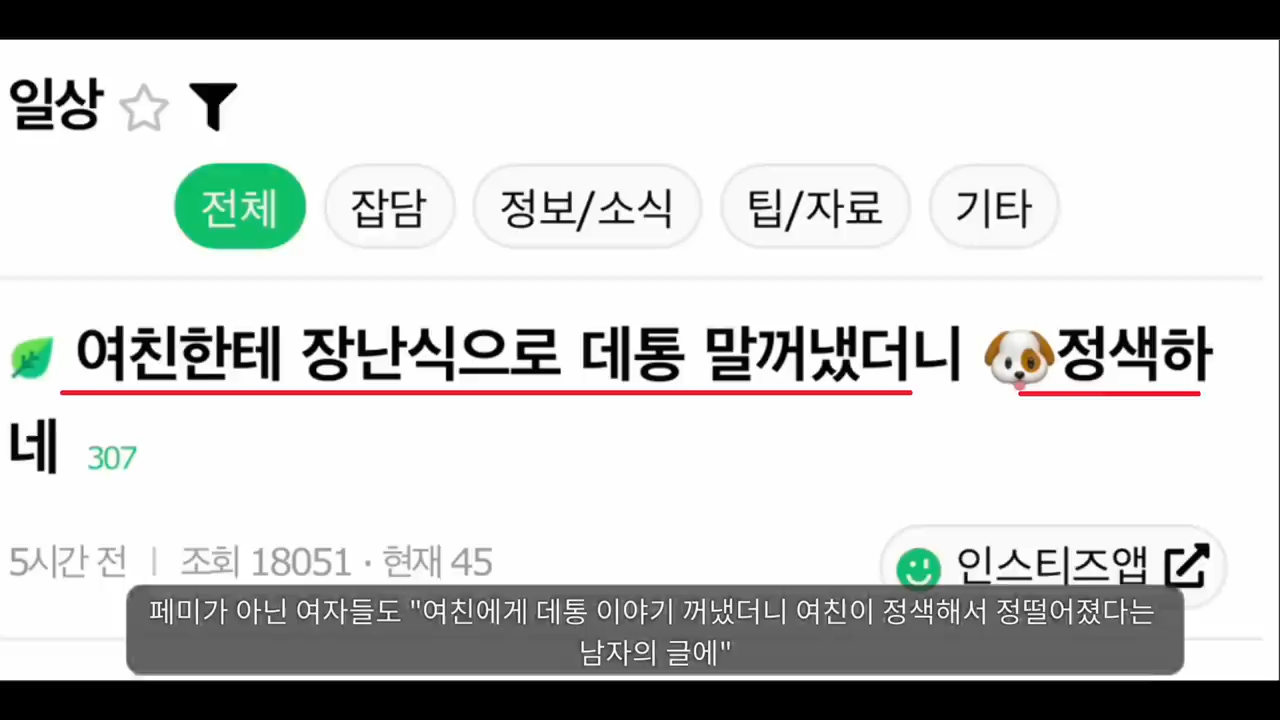 일상
전체 잡담 정보/소식 팁/자료 기타
여친한테 장난식으로 데통 말꺼냈더니 🐶정색하
네 307
5시간 전 | 조회 18051 · 현재 45
인스티즈앱
페미가 아닌 여자들도 "여친에게 데통 이야기 꺼냈더니 여친이 정색해서 정떨어졌다는
남자의 글에"